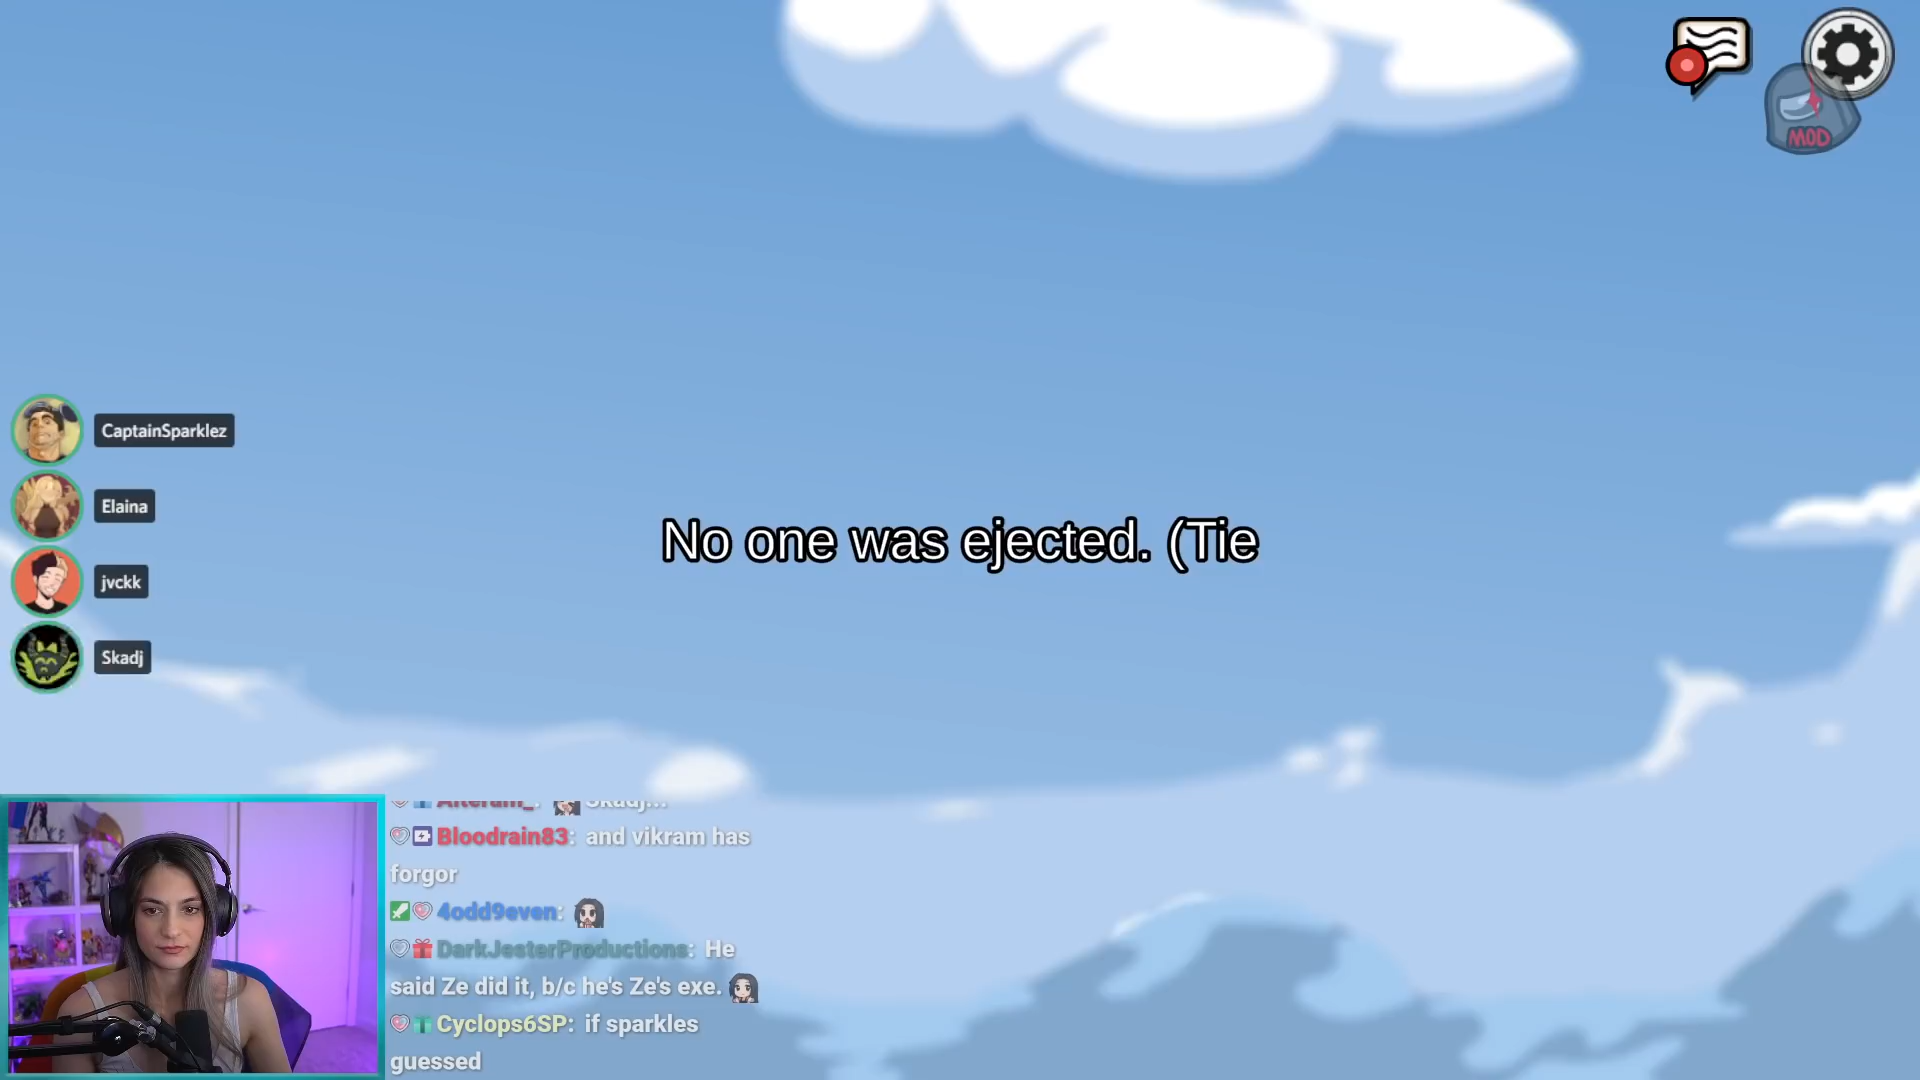 MOD
CaptainSparklez
Elaina
No one was ejected. (Tie
jvckk
Skadj
Bloodrain83: and vikram has
forgor
4odd9even:
DarkJesterProductions: He
said Ze did it, b/c he's Ze's exe.
Cyclops6SP: if sparkles
guessed